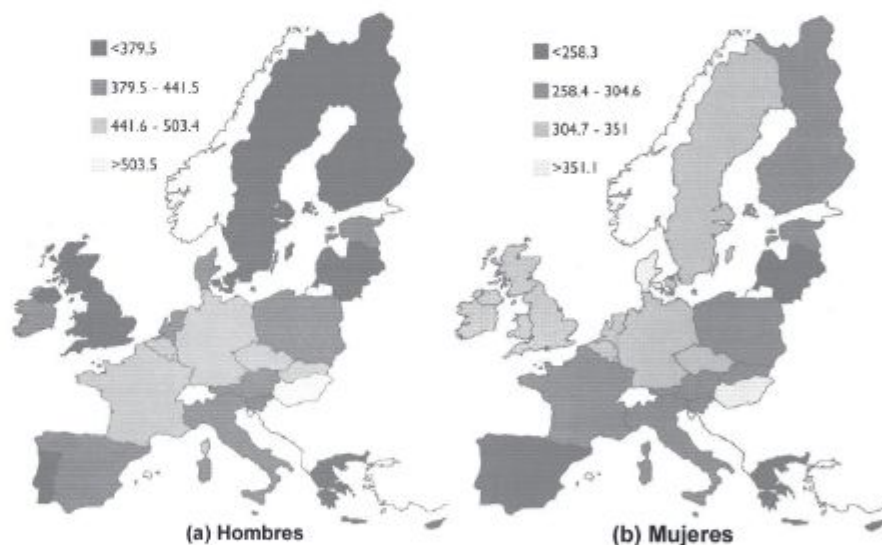 <379.5
379.5 - 441.5
441.6 - 503.4
>503.5
(a) Hombres
<258.3
258.4 - 304.6
304.7 - 351
>351.1
(b) Mujeres